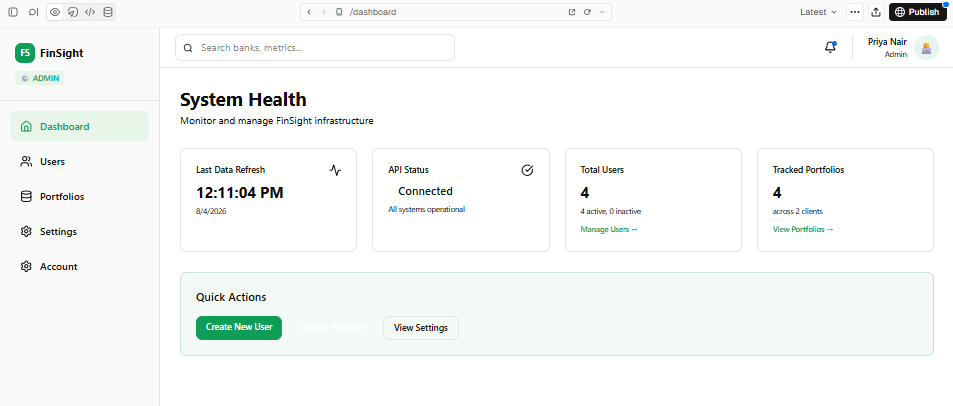 /dashboard
Latest
Publish
FS FinSight
ADMIN
Search banks, metrics...
Priya Nair
Admin
Dashboard
Users
Portfolios
Settings
Account
System Health
Monitor and manage FinSight infrastructure
Last Data Refresh
12:11:04 PM
8/4/2026
API Status
Connected
All systems operational
Total Users
4
4 active, 0 inactive
Manage Users →
Tracked Portfolios
4
across 2 clients
View Portfolios →
Quick Actions
Create New User
Upload Portfolio
View Settings